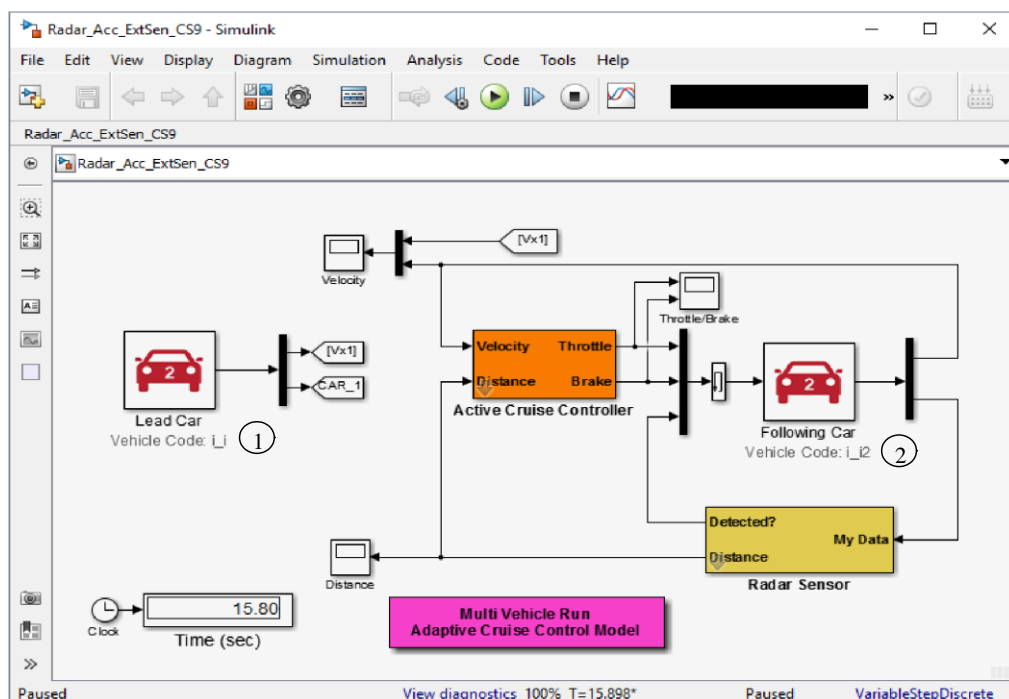 Radar_Acc_ExtSen_CS9 - Simulink
File Edit View Display Diagram Simulation Analysis Code Tools Help
»
Radar_Acc_ExtSen_CS9
Radar_Acc_ExtSen_CS9
[Vx1]
Velocity
Throttle/Brake
[Vx1]
CAR_1
2
Lead Car
Vehicle Code: i_i
1
Velocity Throttle
Distance Brake
Active Cruise Controller
2
Following Car
Vehicle Code: i_i2
2
Detected?
My Data
Distance
Radar Sensor
Distance
Clock
15.80
Time (sec)
Multi Vehicle Run
Adaptive Cruise Control Model
Paused View diagnostics 100% T=15.898* Paused VariableStepDiscrete